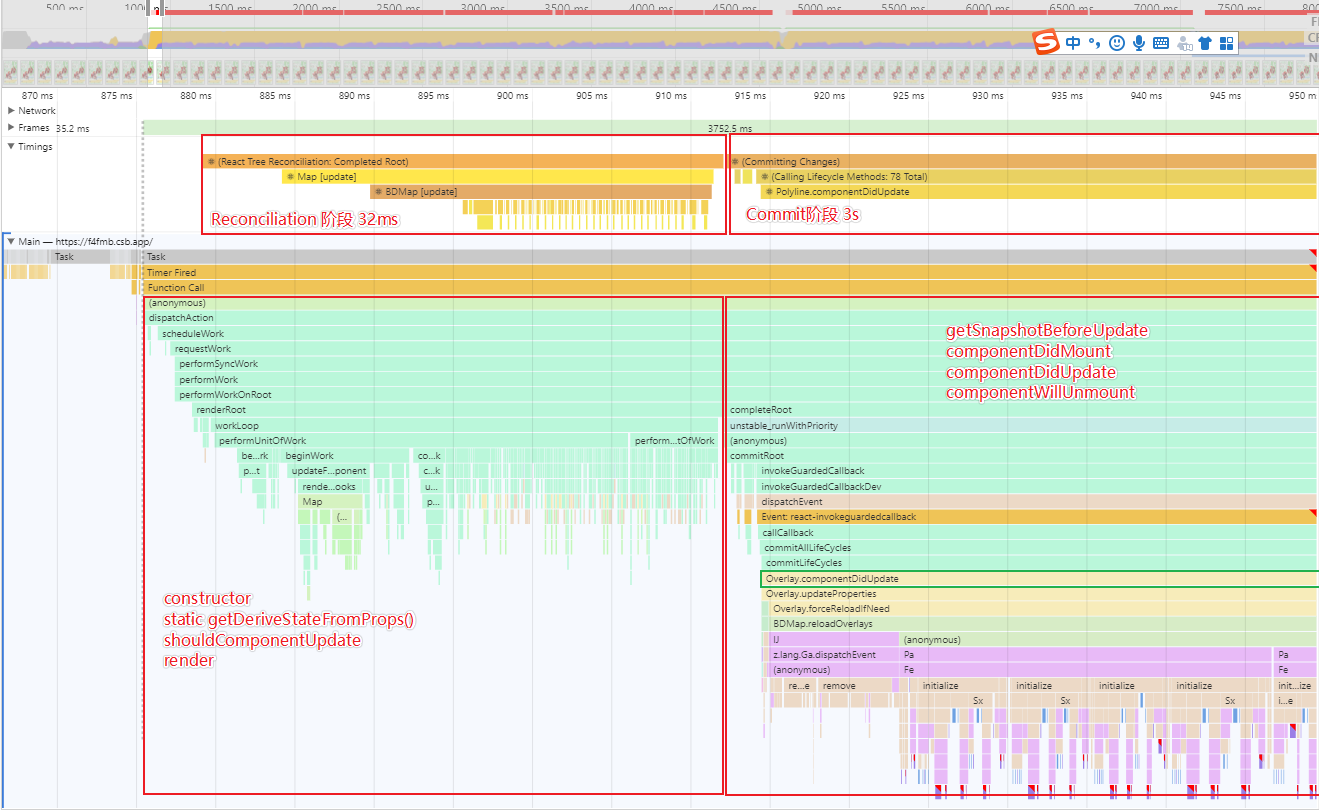 500 ms
1500 ms
2000 ms
2500 ms
3000 ms
3500 ms
4000 ms
4500 ms
5000 ms
5500 ms
6000 ms
6500 ms
7000 ms
7500 ms
中
870 ms
875 ms
880 ms
885 ms
890 ms
895 ms
900 ms
905 ms
910 ms
915 ms
920 ms
925 ms
930 ms
935 ms
940 ms
945 ms
950 m
Network
Frames 35.2 ms
3752.5 ms
Timings
(React Tree Reconciliation: Completed Root)
(Committing Changes)
Map [update]
(Calling Lifecycle Methods: 78 Total)
BDMap [update]
Polyline.componentDidUpdate
Reconciliation 阶段 32ms
Commit阶段 3s
Main — https://f4fmb.csb.app/
Task
Task
Timer Fired
Function Call
(anonymous)
dispatchAction
scheduleWork
requestWork
performSyncWork
performWork
performWorkOnRoot
renderRoot
completeRoot
workLoop
unstable_runWithPriority
performUnitOfWork
perform...tOfWork
(anonymous)
be...rk
beginWork
co...k
commitRoot
p...t
updateF...ponent
c...k
invokeGuardedCallback
rende...ooks
u...
invokeGuardedCallbackDev
Map
p...
dispatchEvent
(...
Event: react-invokeguardedcallback
callCallback
commitAllLifeCycles
commitLifeCycles
Overlay.componentDidUpdate
Overlay.updateProperties
Overlay.forceReloadIfNeed
BDMap.reloadOverlays
IJ
(anonymous)
z.lang.Ga.dispatchEvent
Pa
Pa
(anonymous)
Fe
Fe
re...e
remove
initialize
initialize
initialize
initialize
init...ize
Sx
Sx
Sx
i...e
getSnapshotBeforeUpdate
componentDidMount
componentDidUpdate
componentWillUnmount
constructor
static getDeriveStateFromProps()
shouldComponentUpdate
render